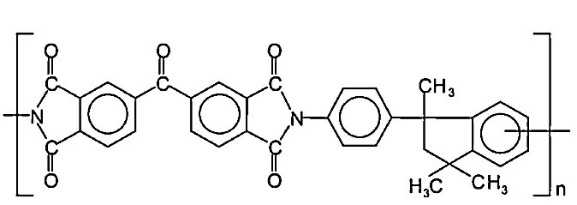 O O O
C C C CH₃
N N
C C
O O H₃C CH₃
n